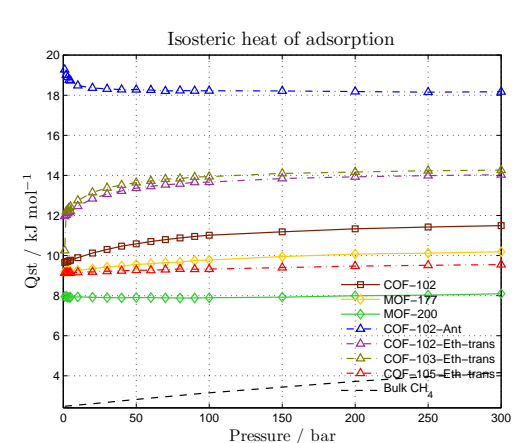 Isosteric heat of adsorption
20
18
16
14
12
10
8
6
4
Qst / kJ mol−1
COF−102
MOF−177
MOF−200
COF−102−Ant
COF−102−Eth−trans
COF−103−Eth−trans
COF−105−Eth−trans
Bulk CH4
0 50 100 150 200 250 300
Pressure / bar